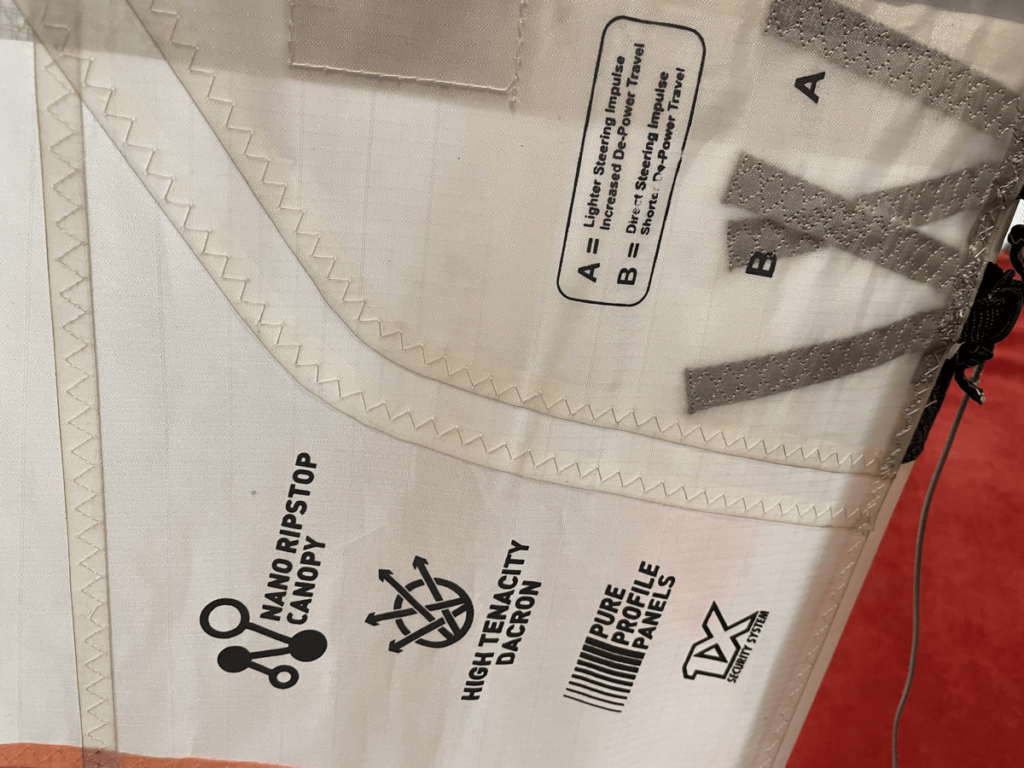 A = Lighter Steering Impulse
Increased De-Power Travel
B = Direct Steering Impulse
Shorter De-Power Travel
A
B
NANO RIPSTOP
CANOPY
HIGH TENACITY
DACRON
PURE
PROFILE
PANELS
1X
SECURITY SYSTEM